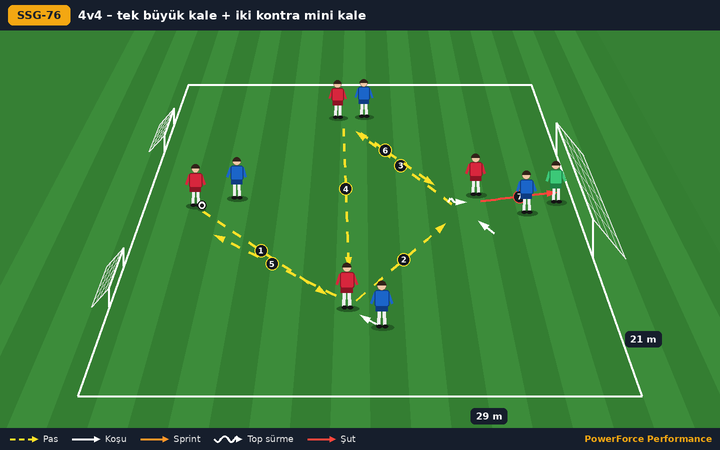 SSG-76 4v4 – tek büyük kale + iki kontra mini kale
6
3
4
7
1
5
2
21 m
29 m
Pas Koşu Sprint Top sürme Şut PowerForce Performance